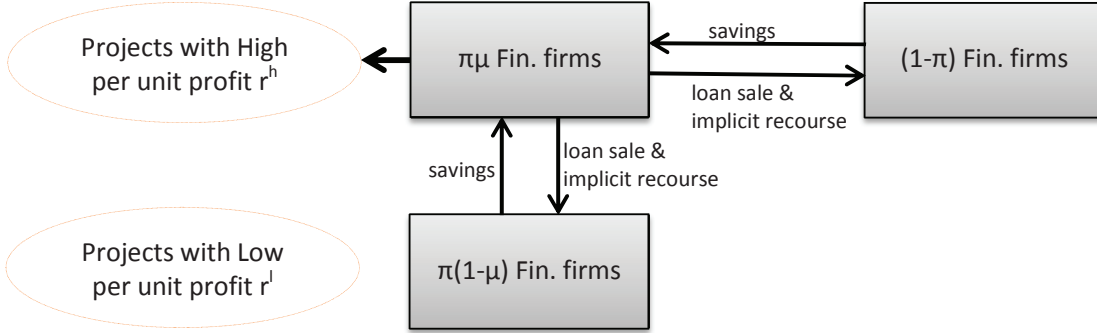 Projects with High
per unit profit r^h
πμ Fin. firms
savings
(1-π) Fin. firms
loan sale &
implicit recourse
savings
loan sale &
implicit recourse
Projects with Low
per unit profit r^l
π(1-μ) Fin. firms